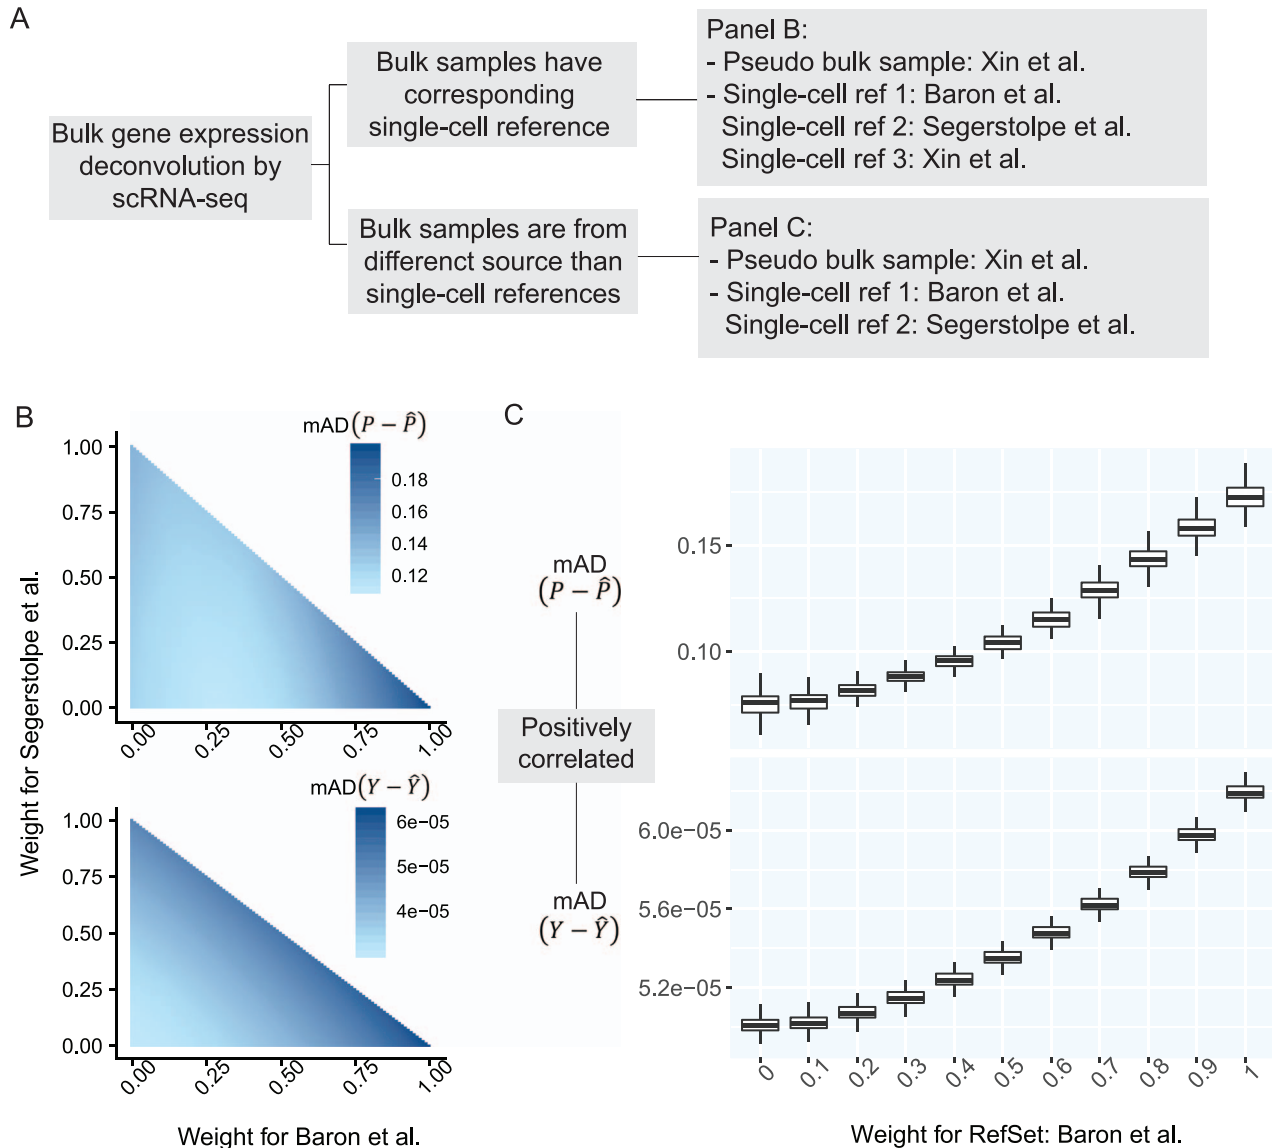 A
Bulk gene expression
deconvolution by
scRNA-seq
Bulk samples have
corresponding
single-cell reference
Bulk samples are from
differenct source than
single-cell references
Panel B:
- Pseudo bulk sample: Xin et al.
- Single-cell ref 1: Baron et al.
Single-cell ref 2: Segerstolpe et al.
Single-cell ref 3: Xin et al.
Panel C:
- Pseudo bulk sample: Xin et al.
- Single-cell ref 1: Baron et al.
Single-cell ref 2: Segerstolpe et al.
B
mAD(P − P̂)
0.18
0.16
0.14
0.12
1.00
0.75
0.50
0.25
0.00
0.00
0.25
0.50
0.75
1.00
Weight for Segerstolpe et al.
mAD(Y − Ŷ)
6e−05
5e−05
4e−05
1.00
0.75
0.50
0.25
0.00
0.00
0.25
0.50
0.75
1.00
Weight for Baron et al.
C
mAD
(P − P̂)
Positively
correlated
mAD
(Y − Ŷ)
0.15
0.10
6.0e−05
5.6e−05
5.2e−05
0
0.1
0.2
0.3
0.4
0.5
0.6
0.7
0.8
0.9
1
Weight for RefSet: Baron et al.